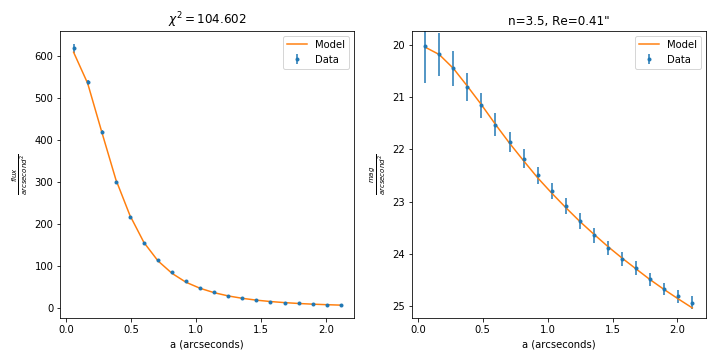 χ² = 104.602
Model
Data
600
500
400
300
200
100
0
flux
arcsecond²
0.0 0.5 1.0 1.5 2.0
a (arcseconds)
n=3.5, Re=0.41"
Model
Data
20
21
22
23
24
25
mag
arcsecond²
0.0 0.5 1.0 1.5 2.0
a (arcseconds)